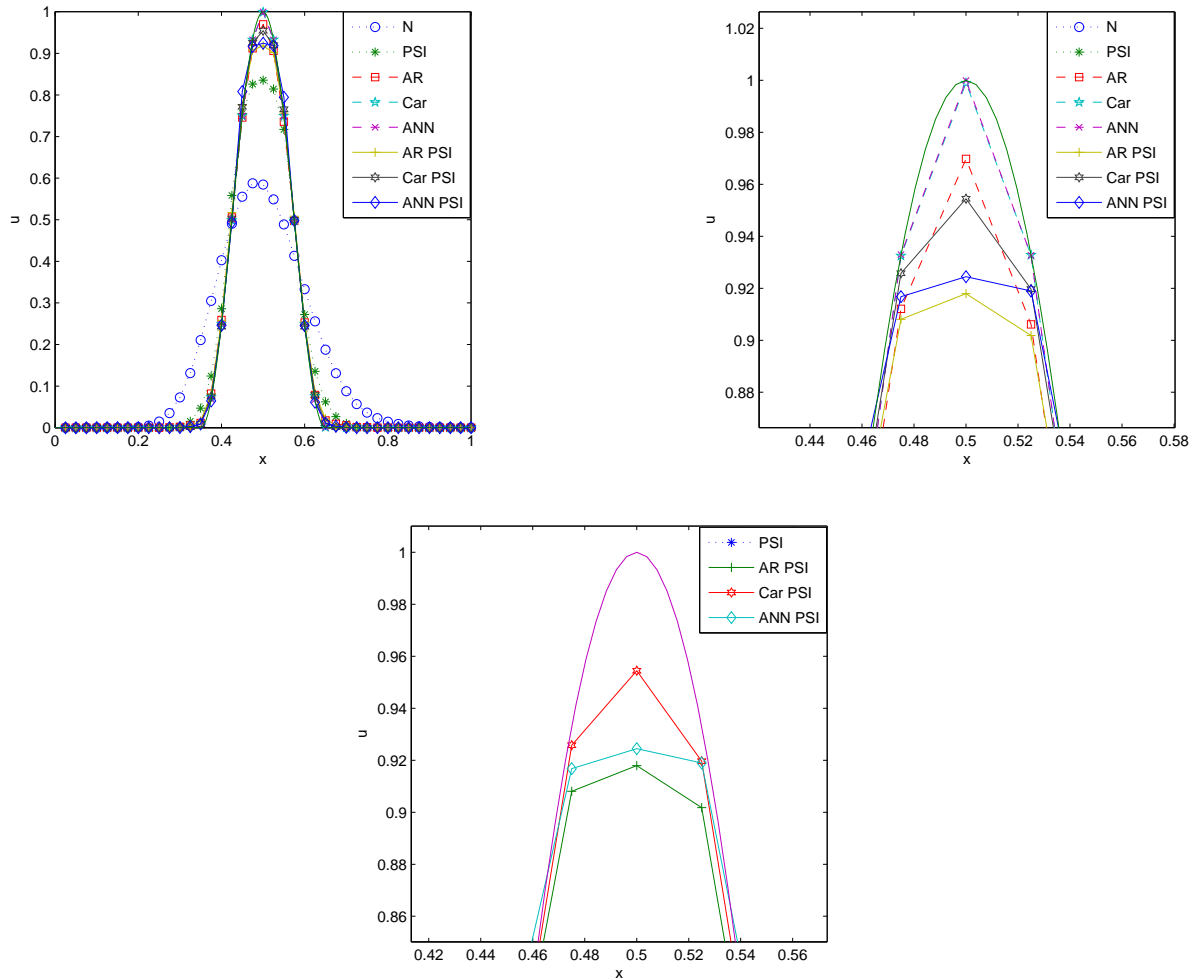 1
0.9
0.8
0.7
0.6
0.5
0.4
0.3
0.2
0.1
0
u
0 0.2 0.4 0.6 0.8 1
x
N
PSI
AR
Car
ANN
AR PSI
Car PSI
ANN PSI
1.02
1
0.98
0.96
0.94
0.92
0.9
0.88
u
0.44 0.46 0.48 0.5 0.52 0.54 0.56 0.58
x
N
PSI
AR
Car
ANN
AR PSI
Car PSI
ANN PSI
1
0.98
0.96
0.94
0.92
0.9
0.88
0.86
u
0.42 0.44 0.46 0.48 0.5 0.52 0.54 0.56
x
PSI
AR PSI
Car PSI
ANN PSI